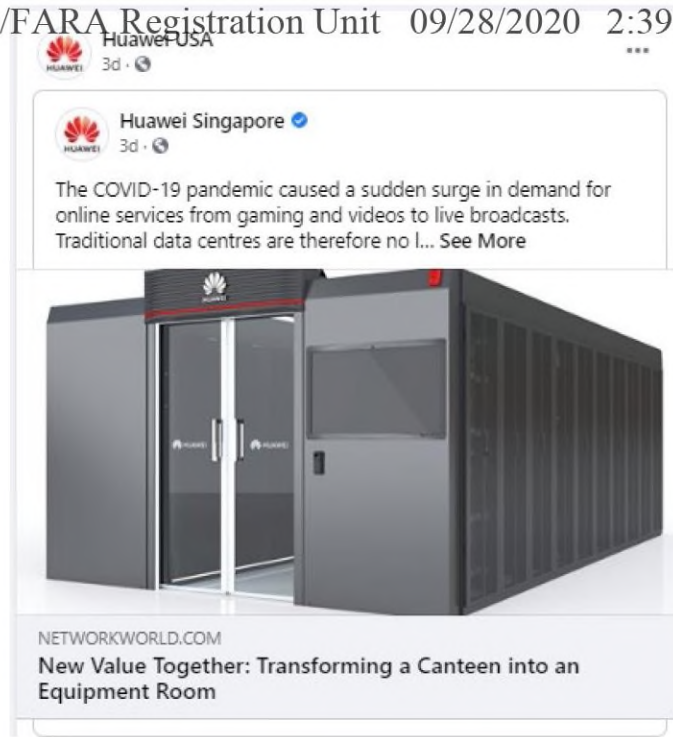 /FARA Registration Unit 09/28/2020 2:39
Huawei USA
HUAWEI
3d ·
Huawei Singapore
HUAWEI
3d ·
The COVID-19 pandemic caused a sudden surge in demand for
online services from gaming and videos to live broadcasts.
Traditional data centres are therefore no l... See More
HUAWEI
HUAWEI HUAWEI
NETWORKWORLD.COM
New Value Together: Transforming a Canteen into an
Equipment Room